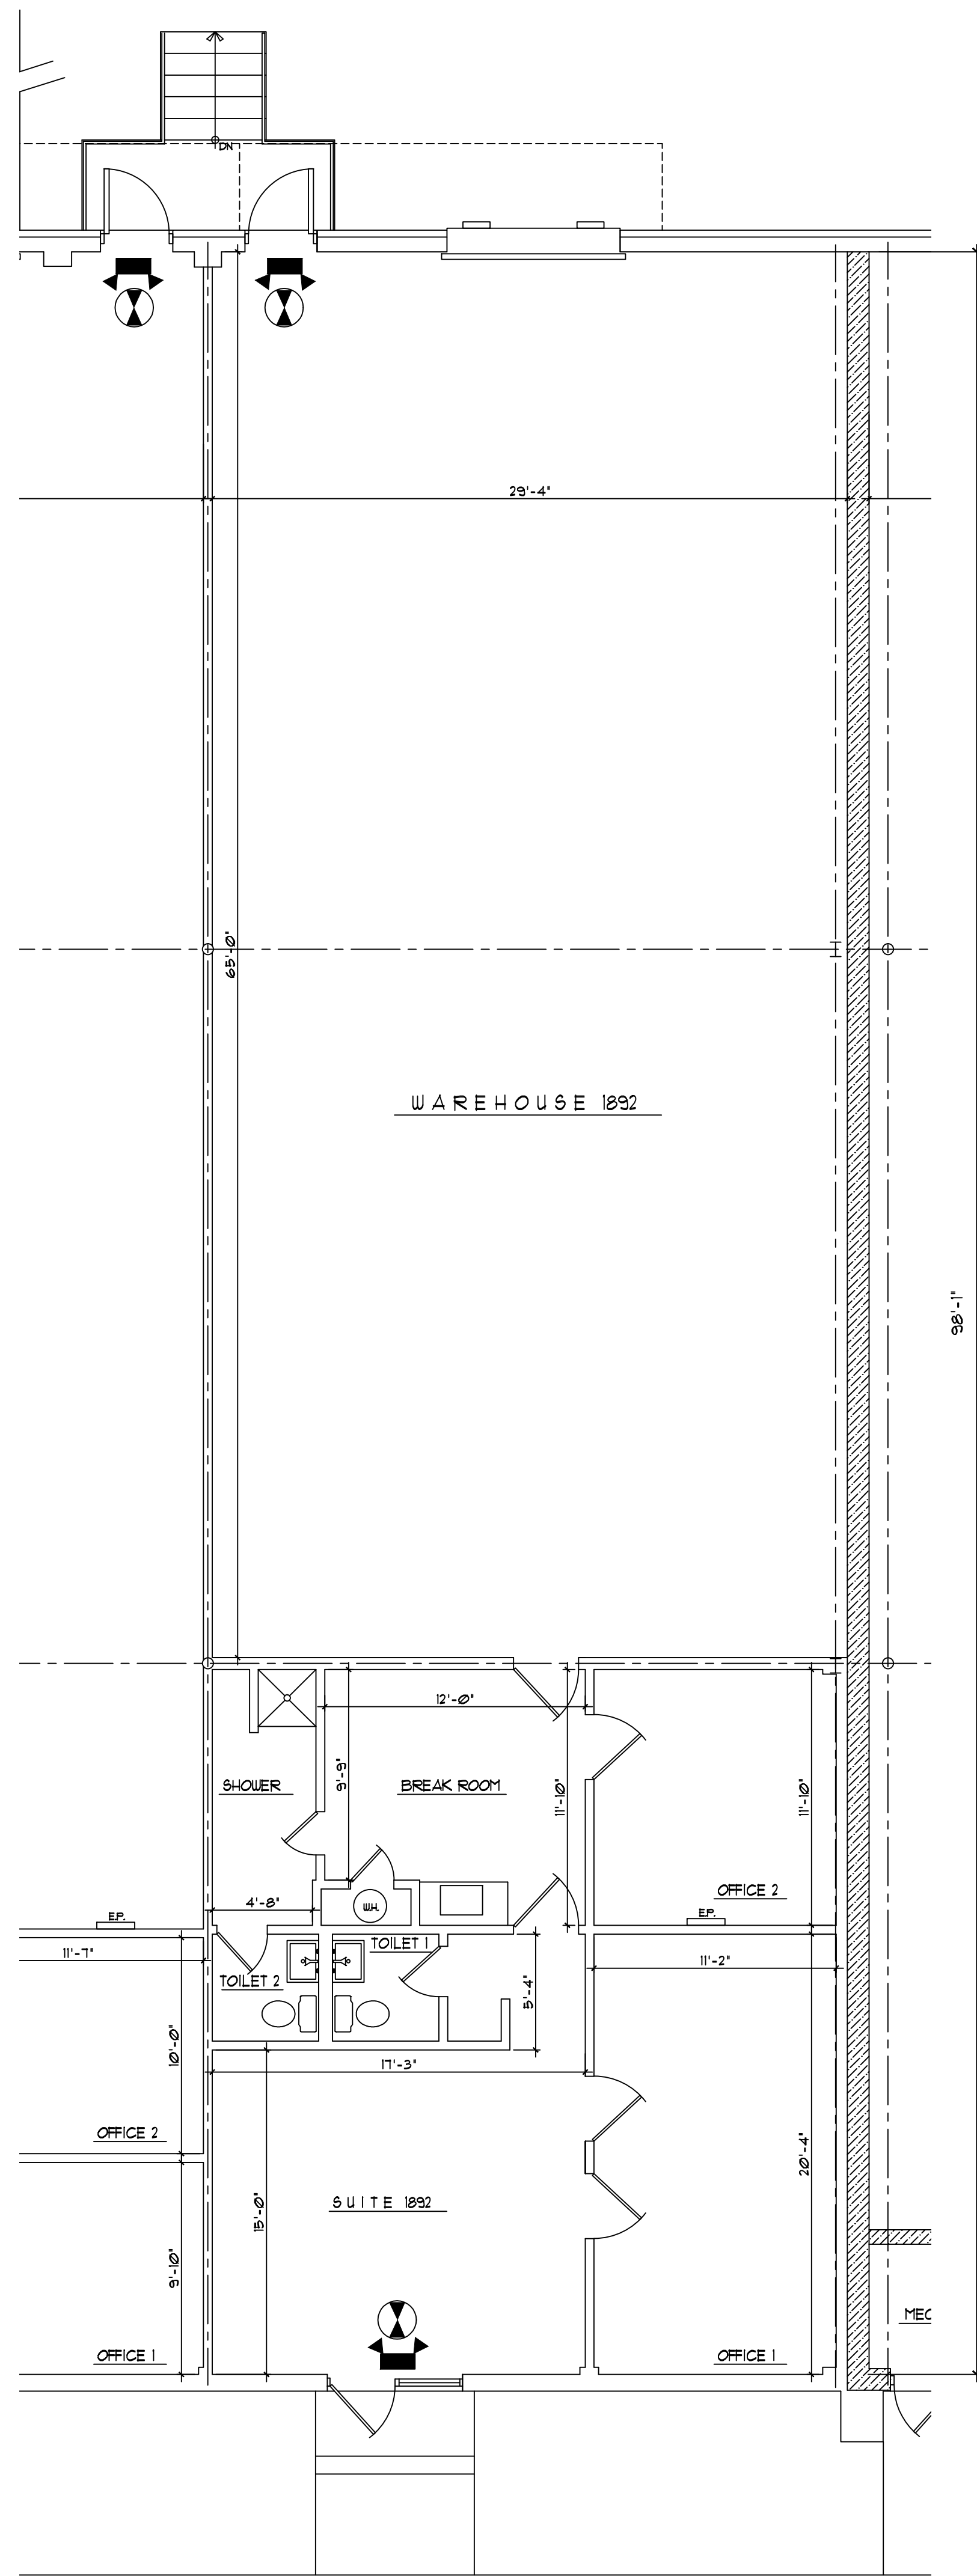 DN
29'-4"
65'-0"
WAREHOUSE 1892
98'-1"
12'-0"
9'-9"
SHOWER
BREAK ROOM
11'-10"
11'-10"
OFFICE 2
4'-8"
W.H.
E.P.
E.P.
TOILET 1
11'-7"
11'-2"
TOILET 2
5'-4"
10'-0"
17'-3"
OFFICE 2
20'-4"
SUITE 1892
15'-0"
9'-10"
MEC
OFFICE 1
OFFICE 1